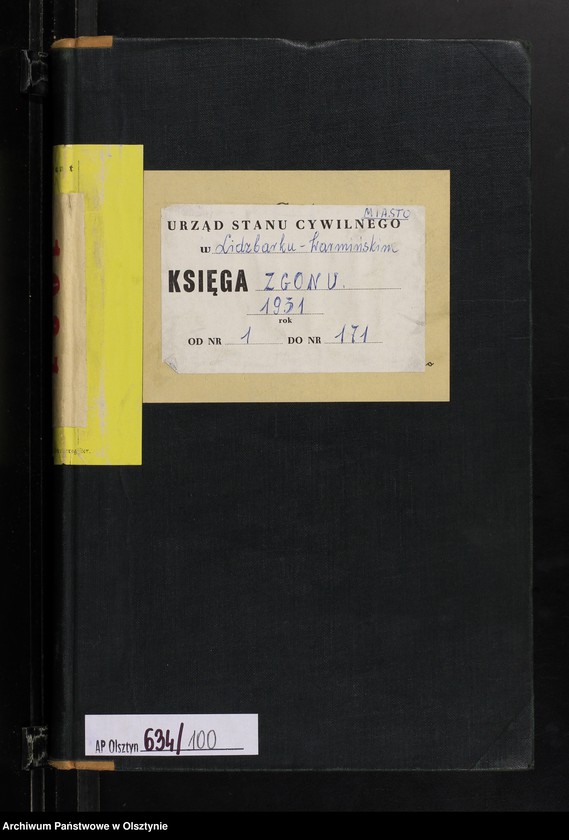 MIASTO
URZĄD STANU CYWILNEGO
w Lidzbarku-Warmińskim
KSIĘGA ZGONU.
1931
rok
OD NR 1 DO NR 171
AP Olsztyn 634/100
Archiwum Państwowe w Olsztynie